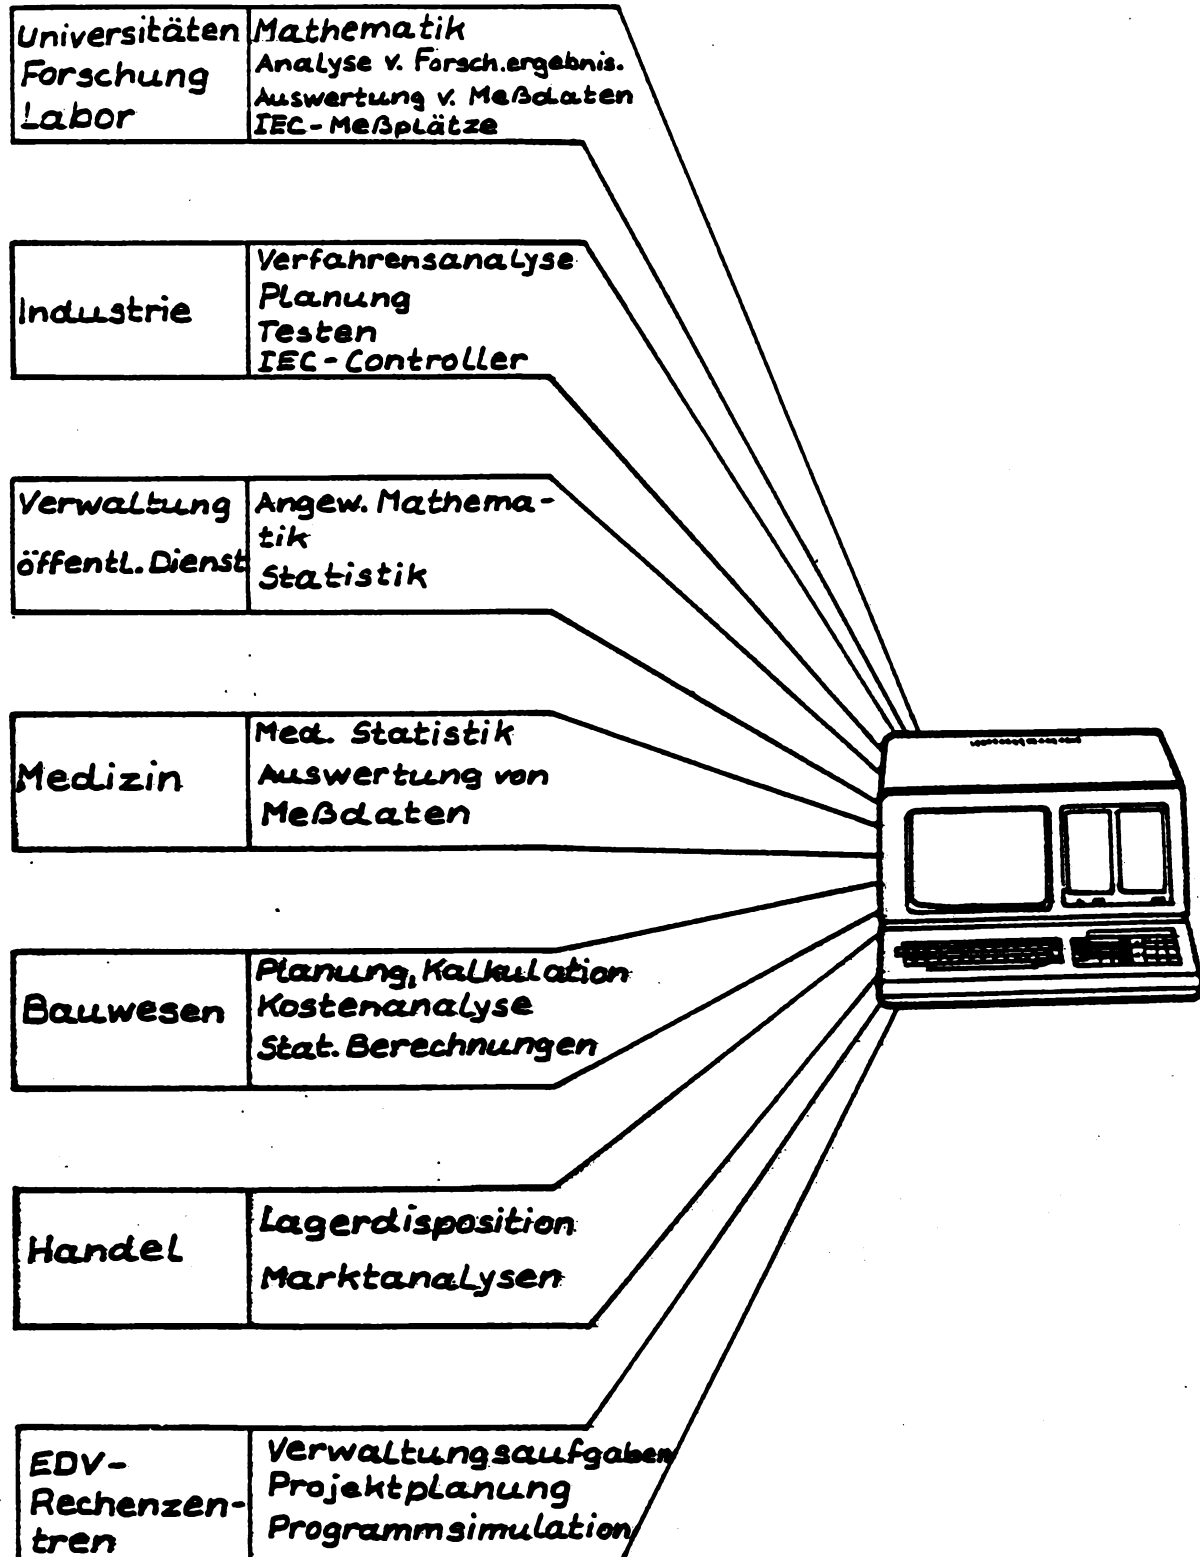 Universitäten
Forschung
Labor
Mathematik
Analyse v. Forsch.ergebnis.
Auswertung v. Meßdaten
IEC-Meßplätze
Industrie
Verfahrensanalyse
Planung
Testen
IEC-Controller
Verwaltung
öffentl. Dienst
Angew. Mathema-
tik
Statistik
Medizin
Med. Statistik
Auswertung von
Meßdaten
Bauwesen
Planung, Kalkulation
Kostenanalyse
Stat. Berechnungen
Handel
Lagerdisposition
Marktanalysen
EDV-
Rechenzen-
tren
Verwaltungsaufgaben
Projektplanung
Programmsimulation